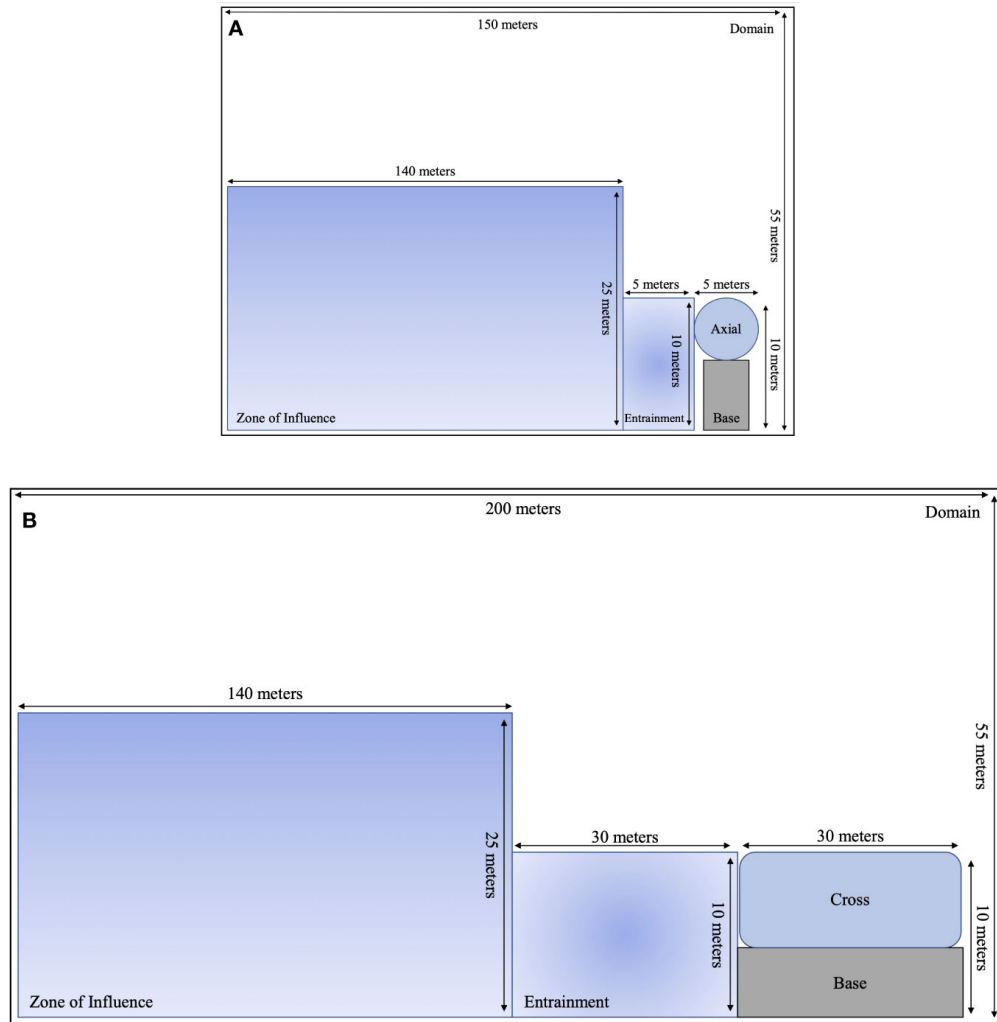 A
150 meters
Domain
140 meters
55 meters
25 meters
5 meters
5 meters
10 meters
Axial
10 meters
Zone of Influence
Entrainment
Base
B
200 meters
Domain
140 meters
55 meters
25 meters
30 meters
30 meters
10 meters
Cross
10 meters
Base
Zone of Influence
Entrainment